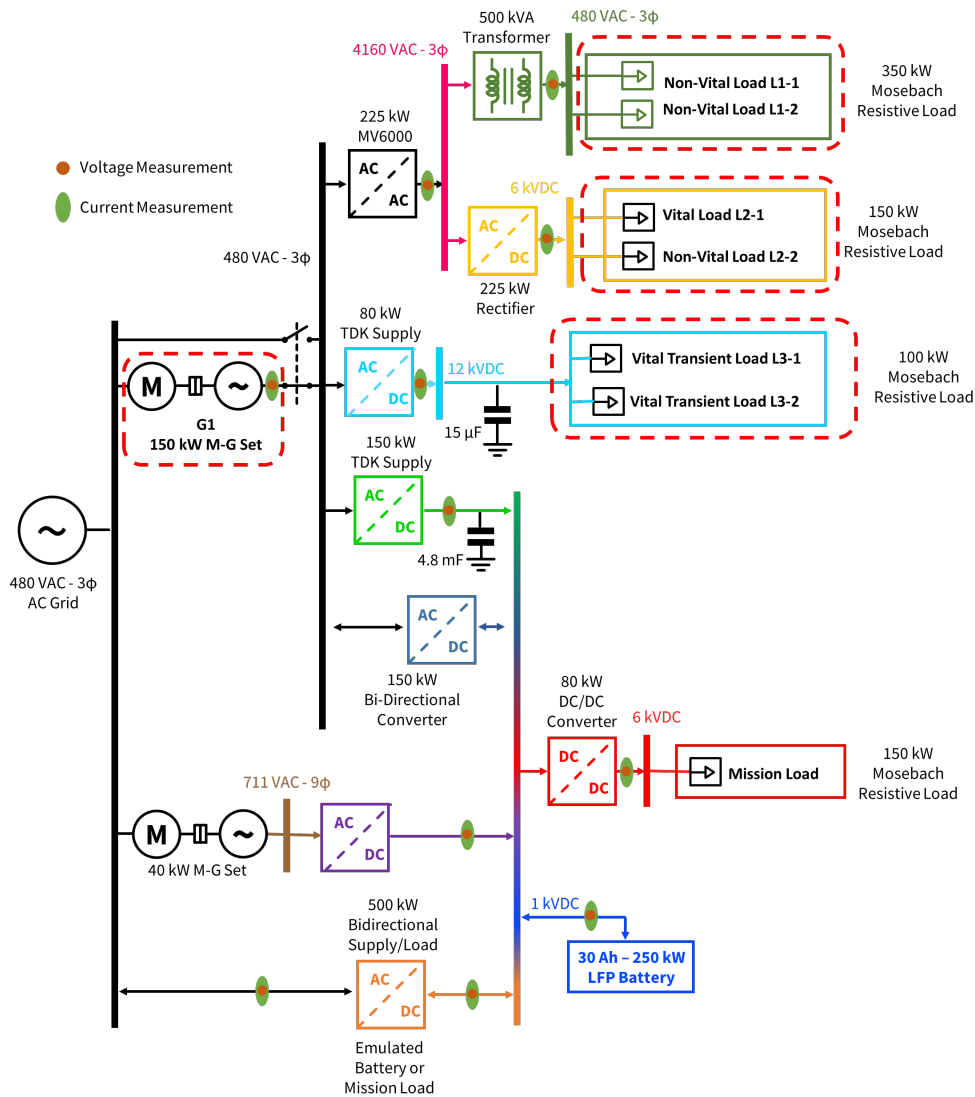 500 kVA
Transformer
480 VAC - 3ф
4160 VAC - 3ф
Non-Vital Load L1-1
Non-Vital Load L1-2
350 kW
Mosebach
Resistive Load
225 kW
MV6000
AC
AC
Voltage Measurement
Current Measurement
6 kVDC
AC
DC
Vital Load L2-1
Non-Vital Load L2-2
150 kW
Mosebach
Resistive Load
480 VAC - 3ф
225 kW
Rectifier
80 kW
TDK Supply
AC
DC
12 kVDC
Vital Transient Load L3-1
Vital Transient Load L3-2
100 kW
Mosebach
Resistive Load
M
~
G1
150 kW M-G Set
15 µF
150 kW
TDK Supply
AC
DC
4.8 mF
~
480 VAC - 3ф
AC Grid
AC
DC
150 kW
Bi-Directional
Converter
80 kW
DC/DC
Converter
6 kVDC
DC
DC
Mission Load
150 kW
Mosebach
Resistive Load
711 VAC - 9ф
M
~
40 kW M-G Set
AC
DC
1 kVDC
30 Ah – 250 kW
LFP Battery
500 kW
Bidirectional
Supply/Load
AC
DC
Emulated
Battery or
Mission Load